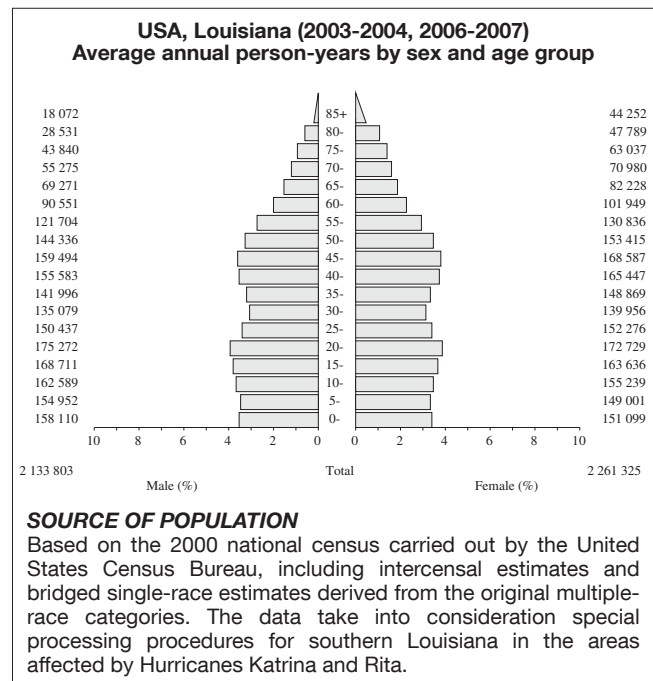 USA, Louisiana (2003-2004, 2006-2007)
Average annual person-years by sex and age group
18 072 85+ 44 252
28 531 80- 47 789
43 840 75- 63 037
55 275 70- 70 980
69 271 65- 82 228
90 551 60- 101 949
121 704 55- 130 836
144 336 50- 153 415
159 494 45- 168 587
155 583 40- 165 447
141 996 35- 148 869
135 079 30- 139 956
150 437 25- 152 276
175 272 20- 172 729
168 711 15- 163 636
162 589 10- 155 239
154 952 5- 149 001
158 110 0- 151 099
10 8 6 4 2 0 0 2 4 6 8 10
2 133 803 Total 2 261 325
Male (%) Female (%)
SOURCE OF POPULATION
Based on the 2000 national census carried out by the United
States Census Bureau, including intercensal estimates and
bridged single-race estimates derived from the original multiple-
race categories. The data take into consideration special
processing procedures for southern Louisiana in the areas
affected by Hurricanes Katrina and Rita.